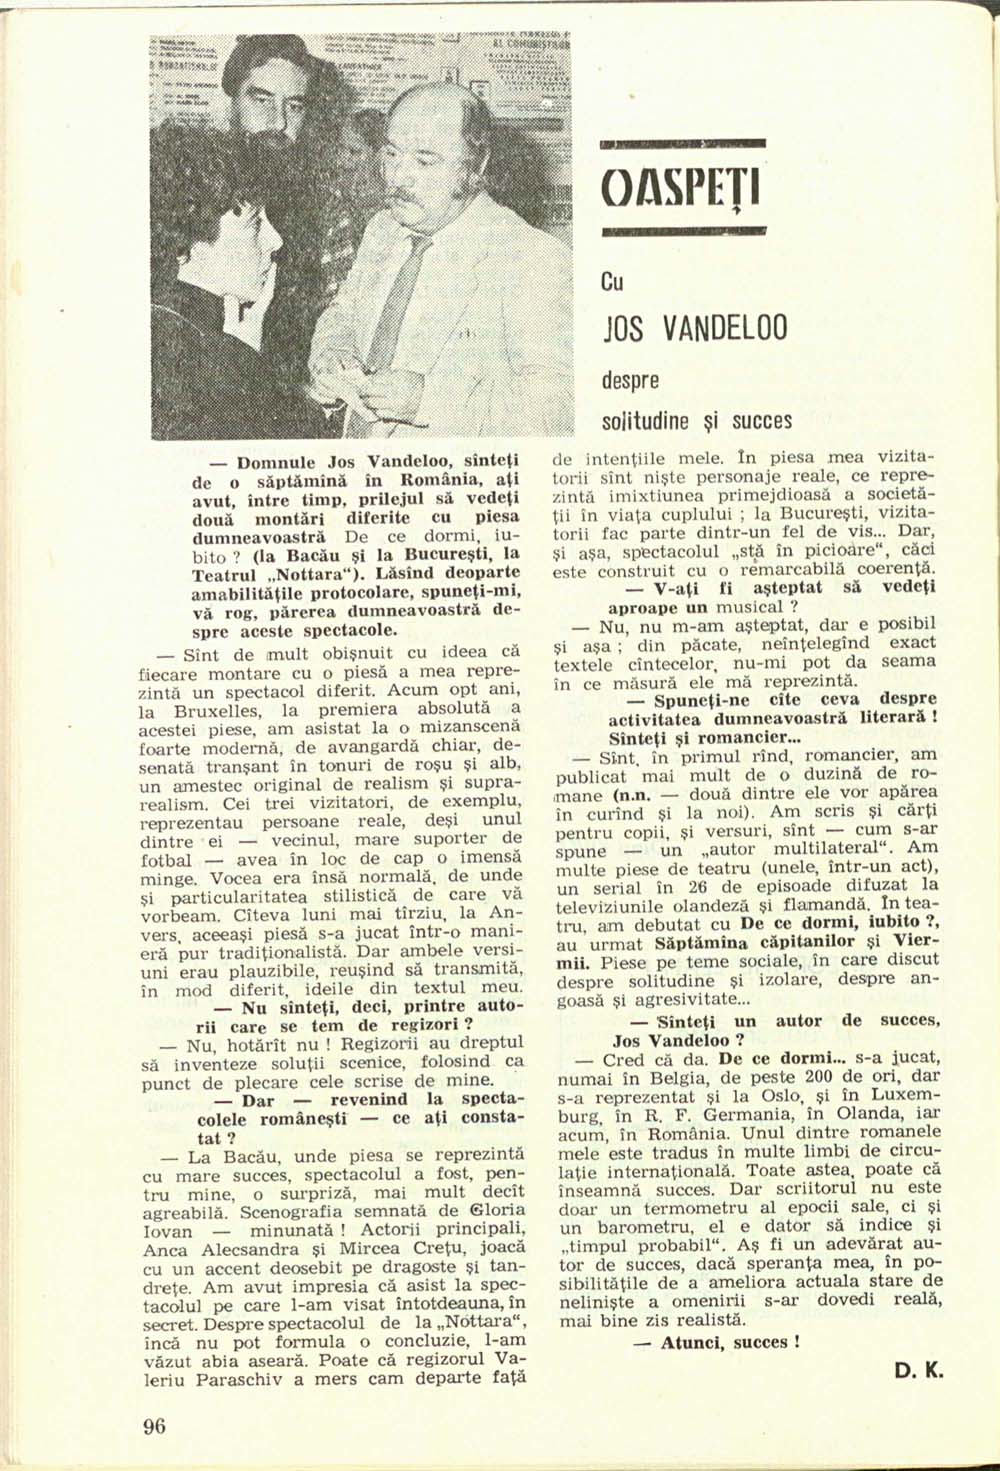 OASPEȚI
Cu
JOS VANDELOO
despre
solitudine și succes
— Domnule Jos Vandeloo, sînteți
de o săptămînă în România, ați
avut, între timp, prilejul să vedeți
două montări diferite cu piesa
dumneavoastră De ce dormi, iu-
bito ? (la Bacău și la București, la
Teatrul „Nottara“). Lăsînd deoparte
amabilitățile protocolare, spuneți-mi,
vă rog, părerea dumneavoastră de-
spre aceste spectacole.
— Sînt de mult obișnuit cu ideea că
fiecare montare cu o piesă a mea repre-
zintă un spectacol diferit. Acum opt ani,
la Bruxelles, la premiera absolută a
acestei piese, am asistat la o mizanscenă
foarte modernă, de avangardă chiar, de-
senată tranșant în tonuri de roșu și alb,
un amestec original de realism și supra-
realism. Cei trei vizitatori, de exemplu,
reprezentau persoane reale, deși unul
dintre ei — vecinul, mare suporter de
fotbal — avea în loc de cap o imensă
minge. Vocea era însă normală, de unde
și particularitatea stilistică de care vă
vorbeam. Cîteva luni mai tîrziu, la An-
vers, aceeași piesă s-a jucat într-o mani-
eră pur tradiționalistă. Dar ambele versi-
uni erau plauzibile, reușind să transmită,
în mod diferit, ideile din textul meu.
— Nu sînteți, deci, printre auto-
rii care se tem de regizori ?
— Nu, hotărît nu ! Regizorii au dreptul
să inventeze soluții scenice, folosind ca
punct de plecare cele scrise de mine.
— Dar — revenind la specta-
colele românești — ce ați consta-
tat ?
— La Bacău, unde piesa se reprezintă
cu mare succes, spectacolul a fost, pen-
tru mine, o surpriză, mai mult decît
agreabilă. Scenografia semnată de Gloria
Iovan — minunată ! Actorii principali,
Anca Alecsandra și Mircea Crețu, joacă
cu un accent deosebit pe dragoste și tan-
drețe. Am avut impresia că asist la spec-
tacolul pe care l-am visat întotdeauna, în
secret. Despre spectacolul de la „Nottara“,
încă nu pot formula o concluzie, l-am
văzut abia aseară. Poate că regizorul Va-
leriu Paraschiv a mers cam departe față
de intențiile mele. În piesa mea vizita-
torii sînt niște personaje reale, ce repre-
zintă imixtiunea primejdioasă a societă-
ții în viața cuplului ; la București, vizita-
torii fac parte dintr-un fel de vis... Dar,
și așa, spectacolul „stă în picioare“, căci
este construit cu o remarcabilă coerență.
— V-ați fi așteptat să vedeți
aproape un musical ?
— Nu, nu m-am așteptat, dar e posibil
și așa ; din păcate, neînțelegînd exact
textele cîntecelor, nu-mi pot da seama
în ce măsură ele mă reprezintă.
— Spuneți-ne cîte ceva despre
activitatea dumneavoastră literară !
Sînteți și romancier...
— Sînt, în primul rînd, romancier, am
publicat mai mult de o duzină de ro-
mane (n.n. — două dintre ele vor apărea
în curînd și la noi). Am scris și cărți
pentru copii, și versuri, sînt — cum s-ar
spune — un „autor multilateral“. Am
multe piese de teatru (unele, într-un act),
un serial în 26 de episoade difuzat la
televiziunile olandeză și flamandă. În tea-
tru, am debutat cu De ce dormi, iubito ?,
au urmat Săptămîna căpitanilor și Vier-
mii. Piese pe teme sociale, în care discut
despre solitudine și izolare, despre an-
goasă și agresivitate...
— Sînteți un autor de succes,
Jos Vandeloo ?
— Cred că da. De ce dormi... s-a jucat,
numai în Belgia, de peste 200 de ori, dar
s-a reprezentat și la Oslo, și în Luxem-
burg, în R. F. Germania, în Olanda, iar
acum, în România. Unul dintre romanele
mele este tradus în multe limbi de circu-
lație internațională. Toate astea, poate că
înseamnă succes. Dar scriitorul nu este
doar un termometru al epocii sale, ci și
un barometru, el e dator să indice și
„timpul probabil“. Aș fi un adevărat au-
tor de succes, dacă speranța mea, în po-
sibilitățile de a ameliora actuala stare de
neliniște a omenirii s-ar dovedi reală,
mai bine zis realistă.
— Atunci, succes !
D. K.
96